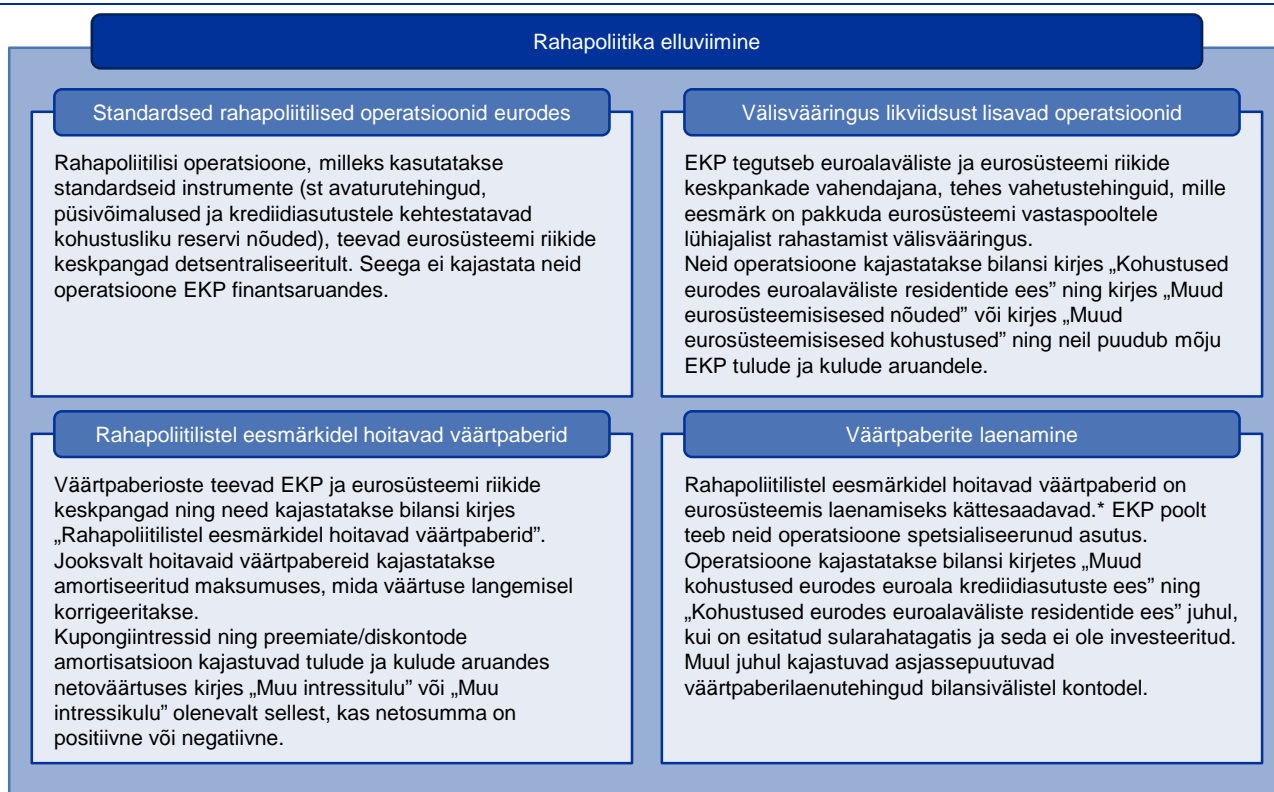 Rahapoliitika elluviimine
Standardsed rahapoliitilised operatsioonid eurodes
Rahapoliitilisi operatsioone, milleks kasutatakse
standardseid instrumente (st avaturutehingud,
püsivõimalused ja krediidiasutustele kehtestatavad
kohustusliku reservi nõuded), teevad eurosüsteemi riikide
keskpangad detsentraliseeritult. Seega ei kajastata neid
operatsioone EKP finantsaruandes.
Välisvääringus likviidsust lisavad operatsioonid
EKP tegutseb euroalaväliste ja eurosüsteemi riikide
keskpankade vahendajana, tehes vahetustehinguid, mille
eesmärk on pakkuda eurosüsteemi vastaspooltele
lühiajalist rahastamist välisvääringus.
Neid operatsioone kajastatakse bilansi kirjes „Kohustused
eurodes euroalaväliste residentide ees” ning kirjes „Muud
eurosüsteemisisesed nõuded” või kirjes „Muud
eurosüsteemisisesed kohustused” ning neil puudub mõju
EKP tulude ja kulude aruandele.
Rahapoliitilistel eesmärkidel hoitavad väärtpaberid
Väärtpaberioste teevad EKP ja eurosüsteemi riikide
keskpangad ning need kajastatakse bilansi kirjes
„Rahapoliitilistel eesmärkidel hoitavad väärtpaberid”.
Jooksvalt hoitavaid väärtpabereid kajastatakse
amortiseeritud maksumuses, mida väärtuse langemisel
korrigeeritakse.
Kupongiintressid ning preemiate/diskontode
amortisatsioon kajastuvad tulude ja kulude aruandes
netoväärtuses kirjes „Muu intressitulu” või „Muu
intressikulu” olenevalt sellest, kas netosumma on
positiivne või negatiivne.
Väärtpaberite laenamine
Rahapoliitilistel eesmärkidel hoitavad väärtpaberid on
eurosüsteemis laenamiseks kättesaadavad.* EKP poolt
teeb neid operatsioone spetsialiseerunud asutus.
Operatsioone kajastatakse bilansi kirjetes „Muud
kohustused eurodes euroala krediidiasutuste ees” ning
„Kohustused eurodes euroalaväliste residentide ees” juhul,
kui on esitatud sularahatagatis ja seda ei ole investeeritud.
Muul juhul kajastuvad asjassepuutuvad
väärtpaberilaenutehingud bilansivälistel kontodel.